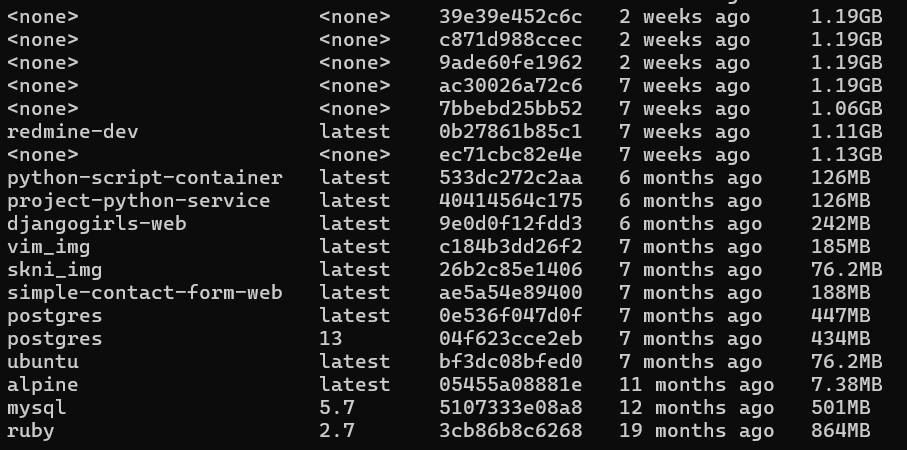 <none> <none> 39e39e452c6c 2 weeks ago 1.19GB
<none> <none> c871d988ccec 2 weeks ago 1.19GB
<none> <none> 9ade60fe1962 2 weeks ago 1.19GB
<none> <none> ac30026a72c6 7 weeks ago 1.19GB
<none> <none> 7bbebd25bb52 7 weeks ago 1.06GB
redmine-dev latest 0b27861b85c1 7 weeks ago 1.11GB
<none> <none> ec71cbc82e4e 7 weeks ago 1.13GB
python-script-container latest 533dc272c2aa 6 months ago 126MB
project-python-service latest 40414564c175 6 months ago 126MB
djangogirls-web latest 9e0d0f12fdd3 6 months ago 242MB
vim_img latest c184b3dd26f2 7 months ago 185MB
skni_img latest 26b2c85e1406 7 months ago 76.2MB
simple-contact-form-web latest ae5a54e89400 7 months ago 188MB
postgres latest 0e536f047d0f 7 months ago 447MB
postgres 13 04f623cce2eb 7 months ago 434MB
ubuntu latest bf3dc08bfed0 7 months ago 76.2MB
alpine latest 05455a08881e 11 months ago 7.38MB
mysql 5.7 5107333e08a8 12 months ago 501MB
ruby 2.7 3cb86b8c6268 19 months ago 864MB